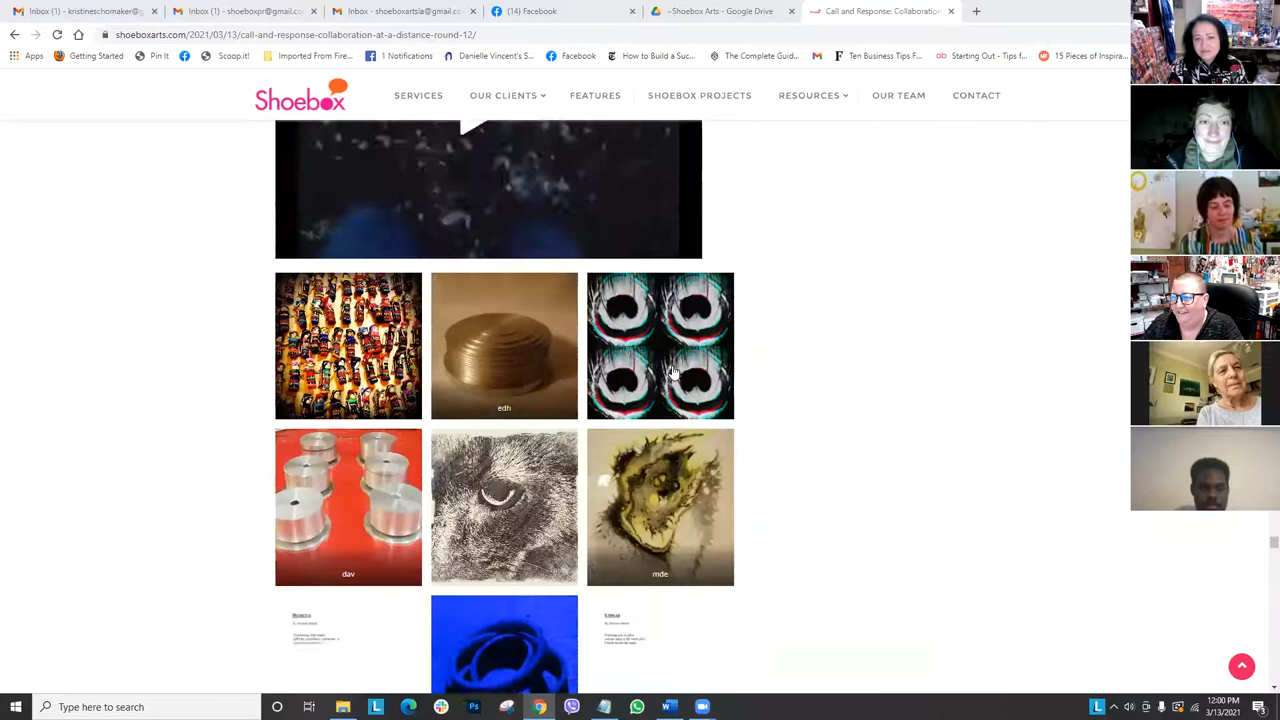 Inbox (1) - kristineschomaker@g
Inbox (1) - shoeboxpr@gmail.co
Inbox - shoeboxartsla@gmail.c
(14) Facebook
~Shoebox Arts - Google Drive
Call and Response: Collaboration
shoeboxarts.com/2021/03/13/call-and-response-collaboration-at-a-distance-round-12/
Apps
Getting Started
Pin It
Scoop.it!
Imported From Fire...
1 Notification
Danielle Vincent -...
Facebook
How to Build a Suc...
The Complete Guide...
Ten Business Tips F...
Starting Out - Tips f...
15 Pieces of Inspira...
Shoebox
SERVICES
OUR CLIENTS
FEATURES
SHOEBOX PROJECTS
RESOURCES
OUR TEAM
CONTACT
edh
dav
mde
Type here to search
12:00 PM
3/13/2021
3